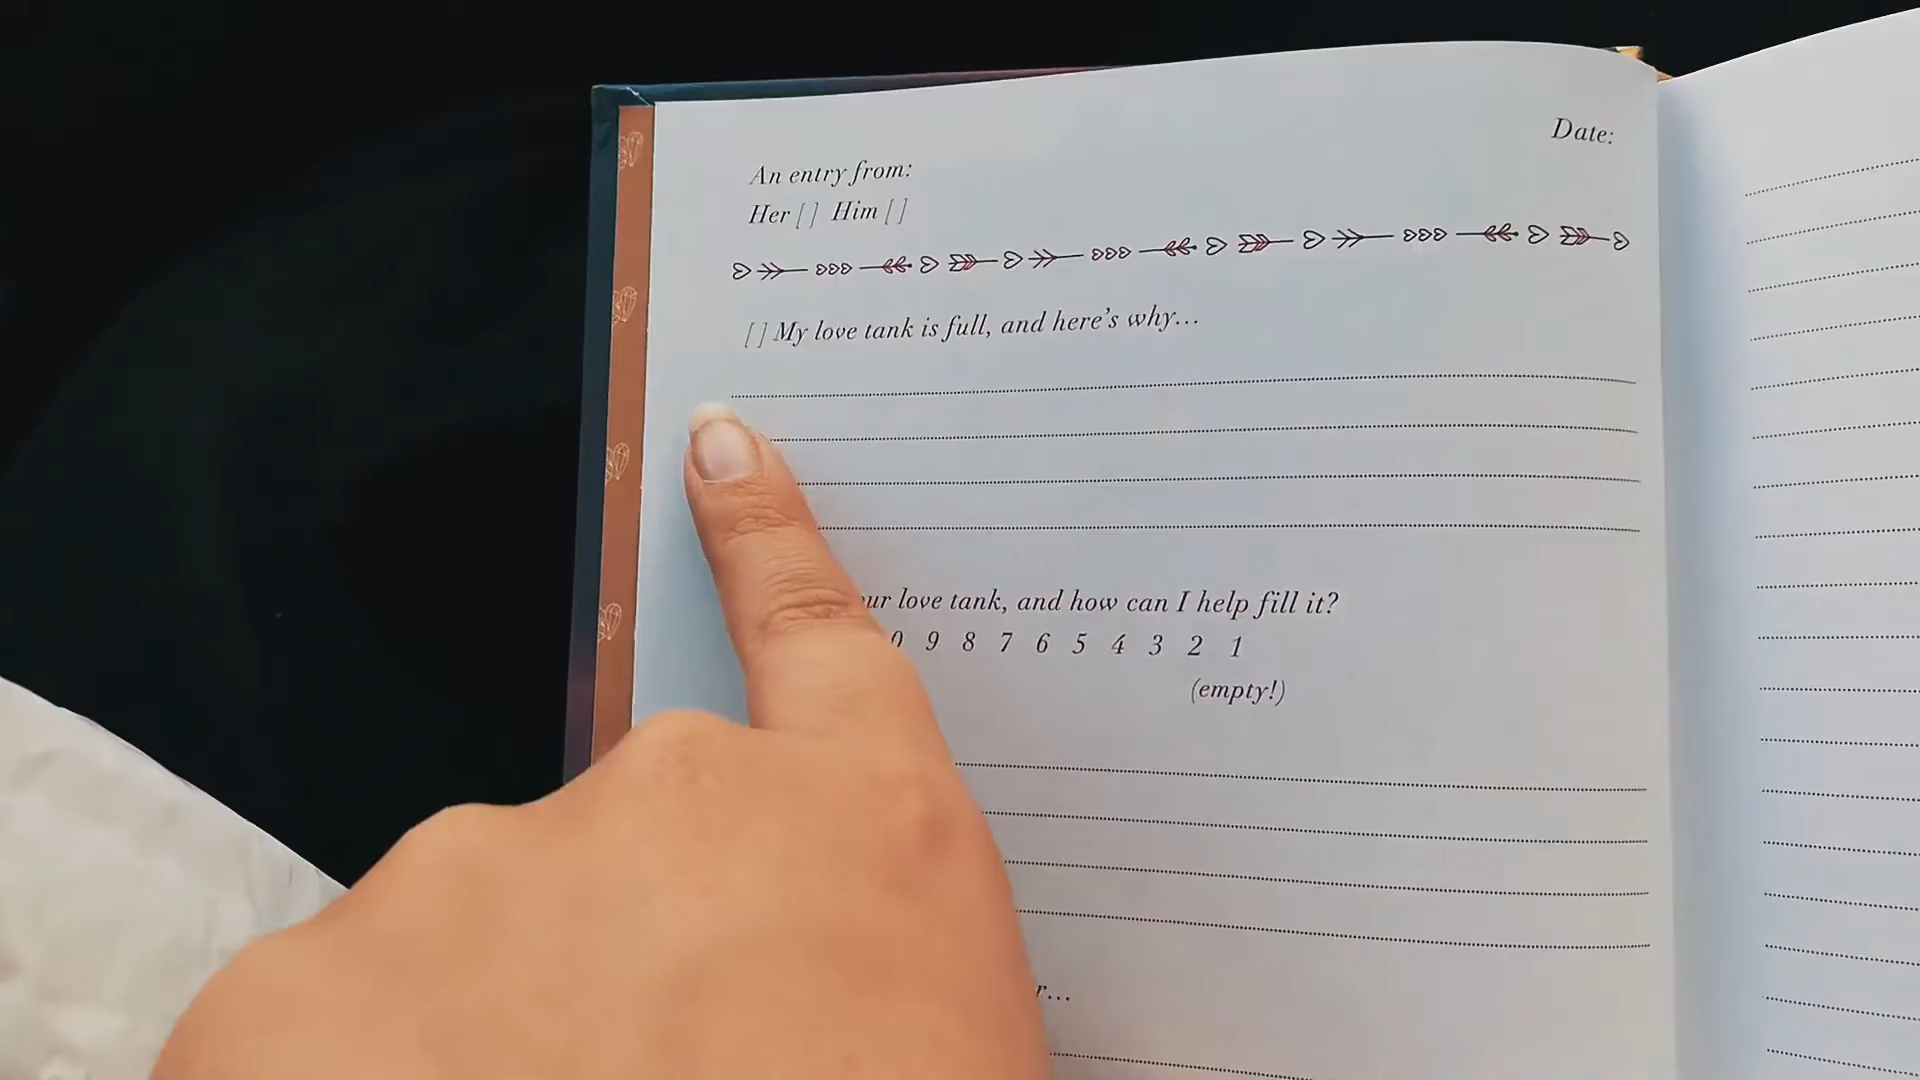 Date:
An entry from:
Her [ ] Him [ ]
[ ] My love tank is full, and here's why...
love tank, and how can I help fill it?
9 8 7 6 5 4 3 2 1
(empty!)